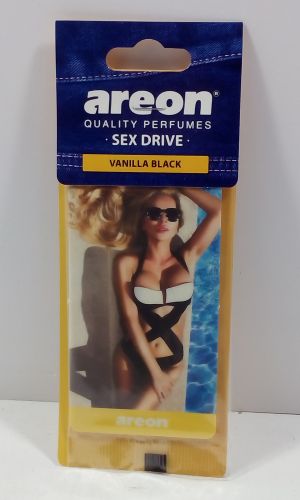 areon®
QUALITY PERFUMES
· SEX DRIVE ·
VANILLA BLACK
areon